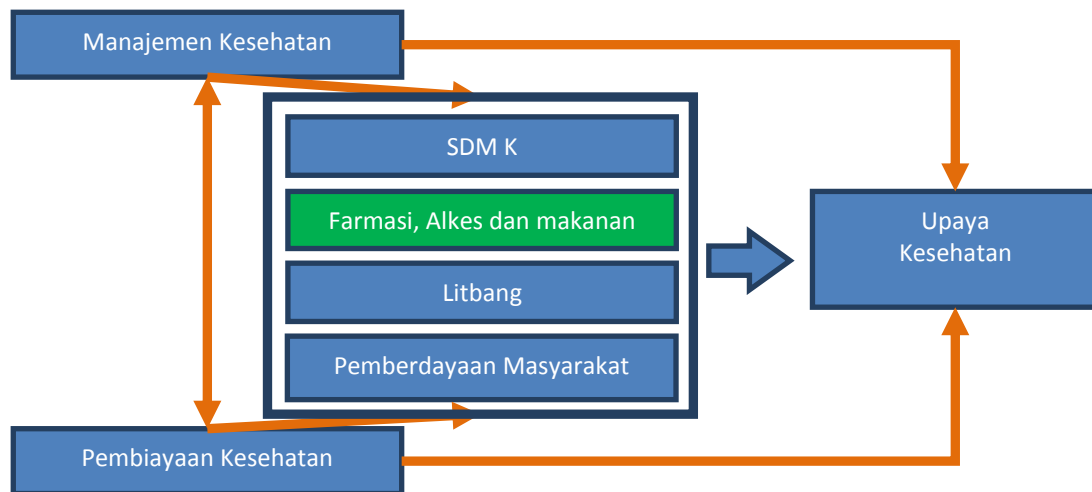 Manajemen Kesehatan
SDM K
Farmasi, Alkes dan makanan
Litbang
Pemberdayaan Masyarakat
Upaya
Kesehatan
Pembiayaan Kesehatan